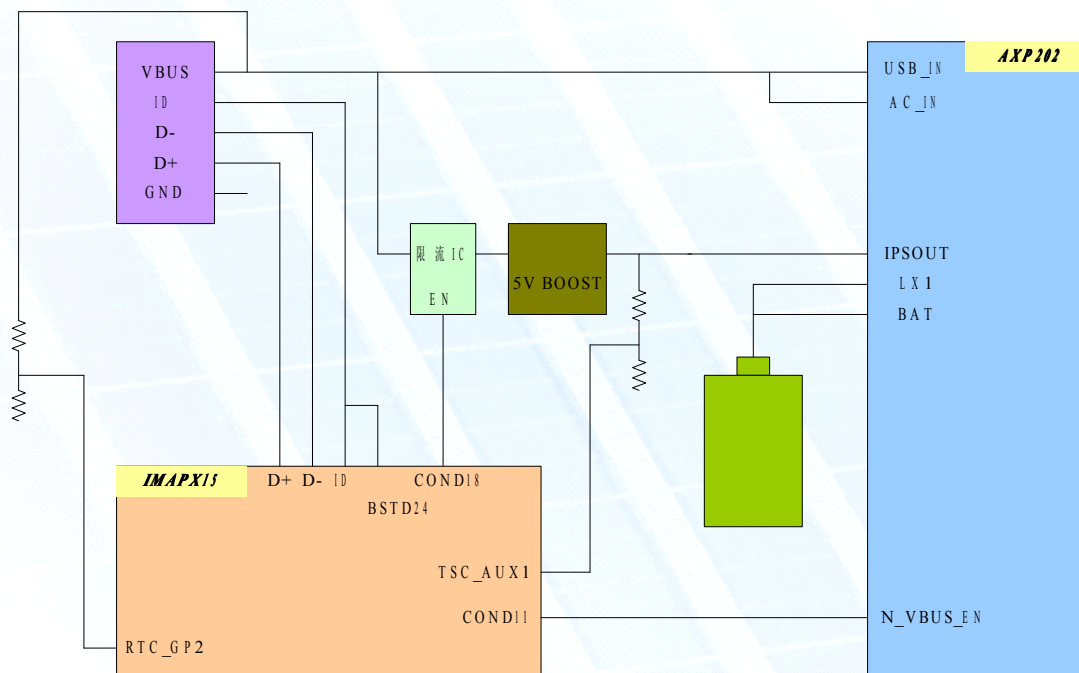 AXP202
VBUS
ID
D-
D+
GND
USB_IN
AC_IN
限流IC
EN
5V BOOST
IPSOUT
LX1
BAT
IMAPX15
D+ D- ID
COND18
BSTD24
TSC_AUX1
COND11
N_VBUS_EN
RTC_GP2